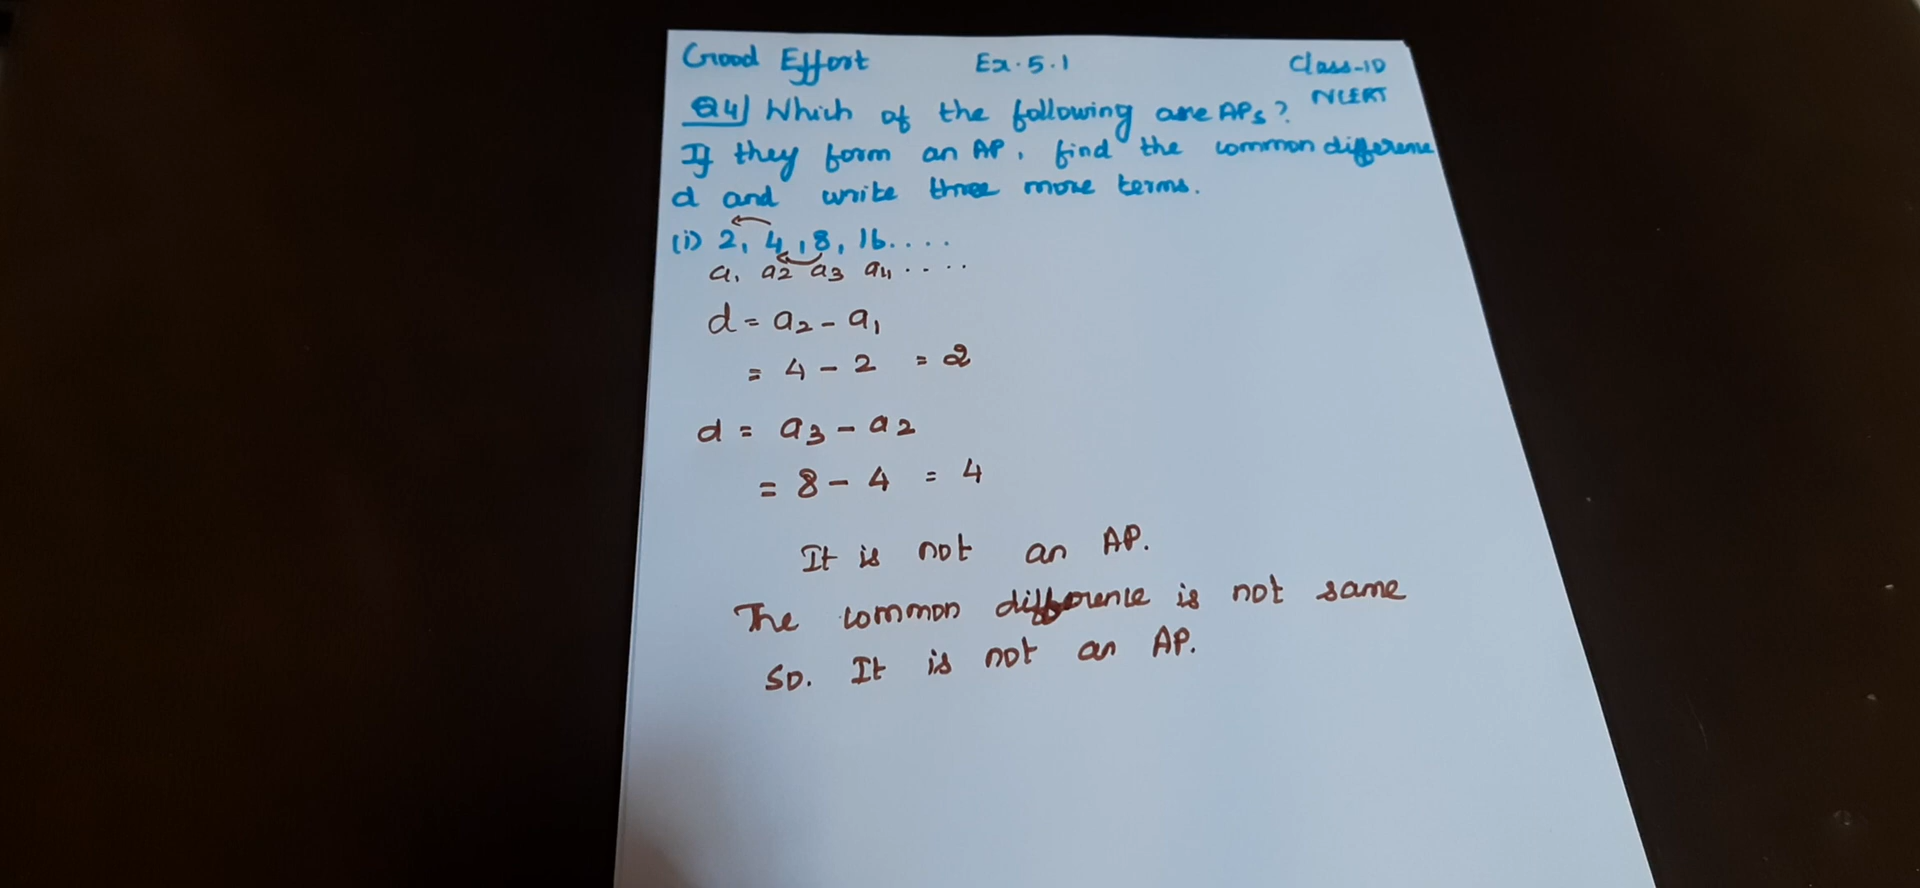 Good Effort Ex. 5.1 Class-10
NCERT
Q4) Which of the following are APs?
If they form an AP, find the common difference
d and write three more terms.
(i) 2, 4, 8, 16....
a1 a2 a3 a4 ....
d = a2 - a1
= 4 - 2 = 2
d = a3 - a2
= 8 - 4 = 4
It is not an AP.
The common difference is not same
So. It is not an AP.